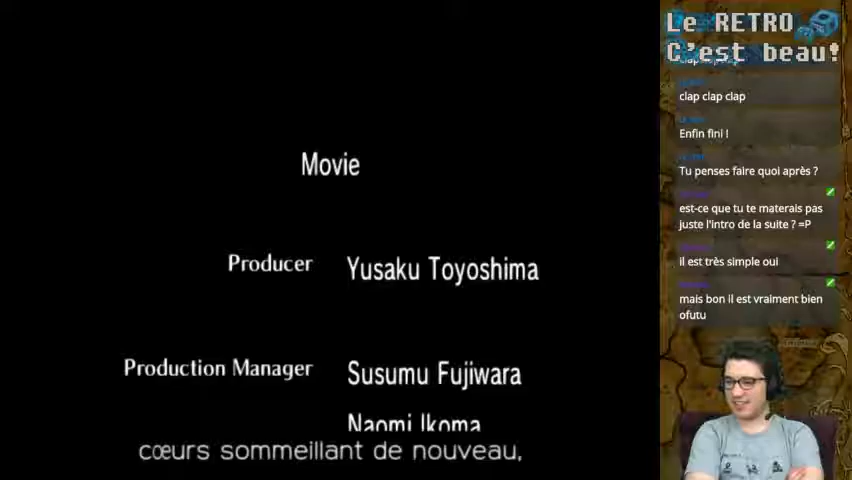 Le RETRO
C'est beau!
clap clap clap
Enfin fini !
Tu penses faire quoi après ?
est-ce que tu te materais pas
juste l'intro de la suite ? =P
il est très simple oui
mais bon il est vraiment bien
ofutu
Movie
Producer Yusaku Toyoshima
Production Manager Susumu Fujiwara
Naomi Ikoma
cœurs sommeillant de nouveau,